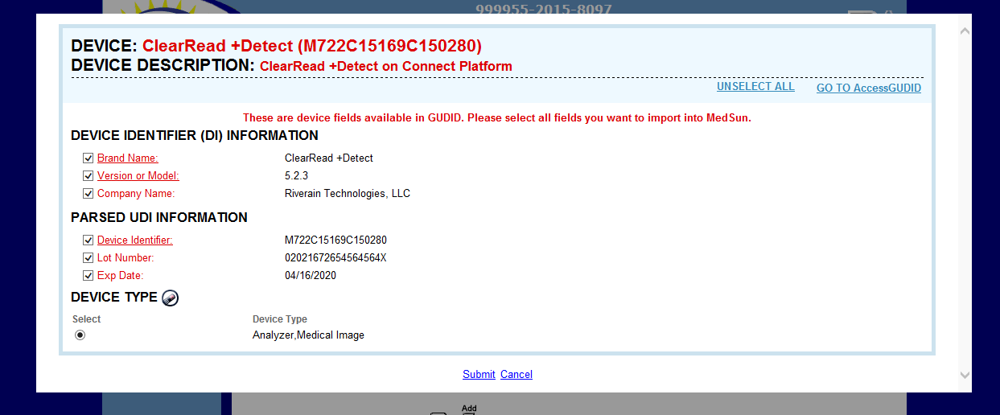 999955-2015-8097
DEVICE: ClearRead +Detect (M722C15169C150280)
DEVICE DESCRIPTION: ClearRead +Detect on Connect Platform
UNSELECT ALL GO TO AccessGUDID
These are device fields available in GUDID. Please select all fields you want to import into MedSun.
DEVICE IDENTIFIER (DI) INFORMATION
Brand Name: ClearRead +Detect
Version or Model: 5.2.3
Company Name: Riverain Technologies, LLC
PARSED UDI INFORMATION
Device Identifier: M722C15169C150280
Lot Number: 02021672654564564X
Exp Date: 04/16/2020
DEVICE TYPE
Select Device Type
Analyzer,Medical Image
Submit Cancel
Add